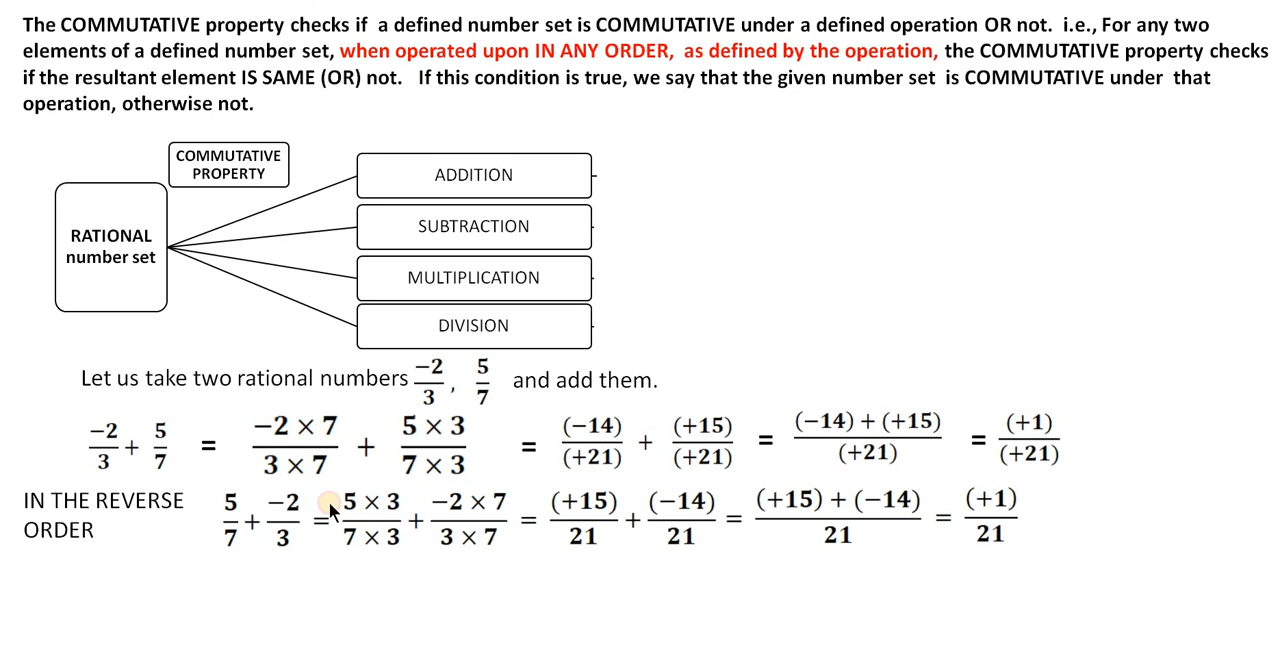 The COMMUTATIVE property checks if a defined number set is COMMUTATIVE under a defined operation OR not. i.e., For any two
elements of a defined number set, when operated upon IN ANY ORDER, as defined by the operation, the COMMUTATIVE property checks
if the resultant element IS SAME (OR) not. If this condition is true, we say that the given number set is COMMUTATIVE under that
operation, otherwise not.
COMMUTATIVE
PROPERTY
RATIONAL
number set
ADDITION
SUBTRACTION
MULTIPLICATION
DIVISION
Let us take two rational numbers −2/3, 5/7 and add them.
−2/3 + 5/7 = (−2 × 7)/(3 × 7) + (5 × 3)/(7 × 3) = (−14)/(+21) + (+15)/(+21) = ((−14) + (+15))/(+21) = (+1)/(+21)
IN THE REVERSE
ORDER
5/7 + −2/3 = (5 × 3)/(7 × 3) + (−2 × 7)/(3 × 7) = (+15)/21 + (−14)/21 = ((+15) + (−14))/21 = (+1)/21